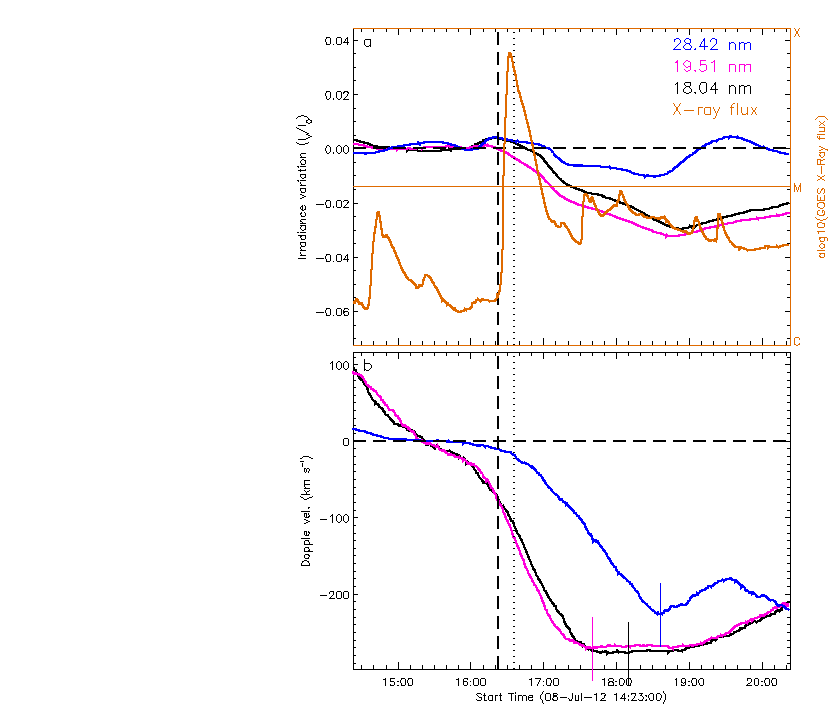 a
28.42 nm
19.51 nm
18.04 nm
X-ray flux
0.04
0.02
0.00
-0.02
-0.04
-0.06
Irradiance variation (Iᵥ/I₀)
X
M
C
alog10(GOES X-Ray flux)
b
100
0
-100
-200
Dopple vel. (km s⁻¹)
15:00 16:00 17:00 18:00 19:00 20:00
Start Time (08-Jul-12 14:23:00)